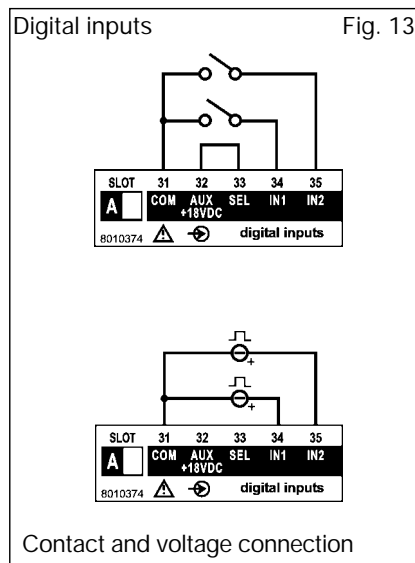 Digital inputs Fig. 13
SLOT 31 32 33 34 35
A COM AUX SEL IN1 IN2
+18VDC
8010374 digital inputs
+
+
SLOT 31 32 33 34 35
A COM AUX SEL IN1 IN2
+18VDC
8010374 digital inputs
Contact and voltage connection